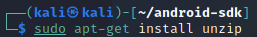 ┌──(kali㉿kali)-[~/android-sdk]
└─$ sudo apt-get install unzip